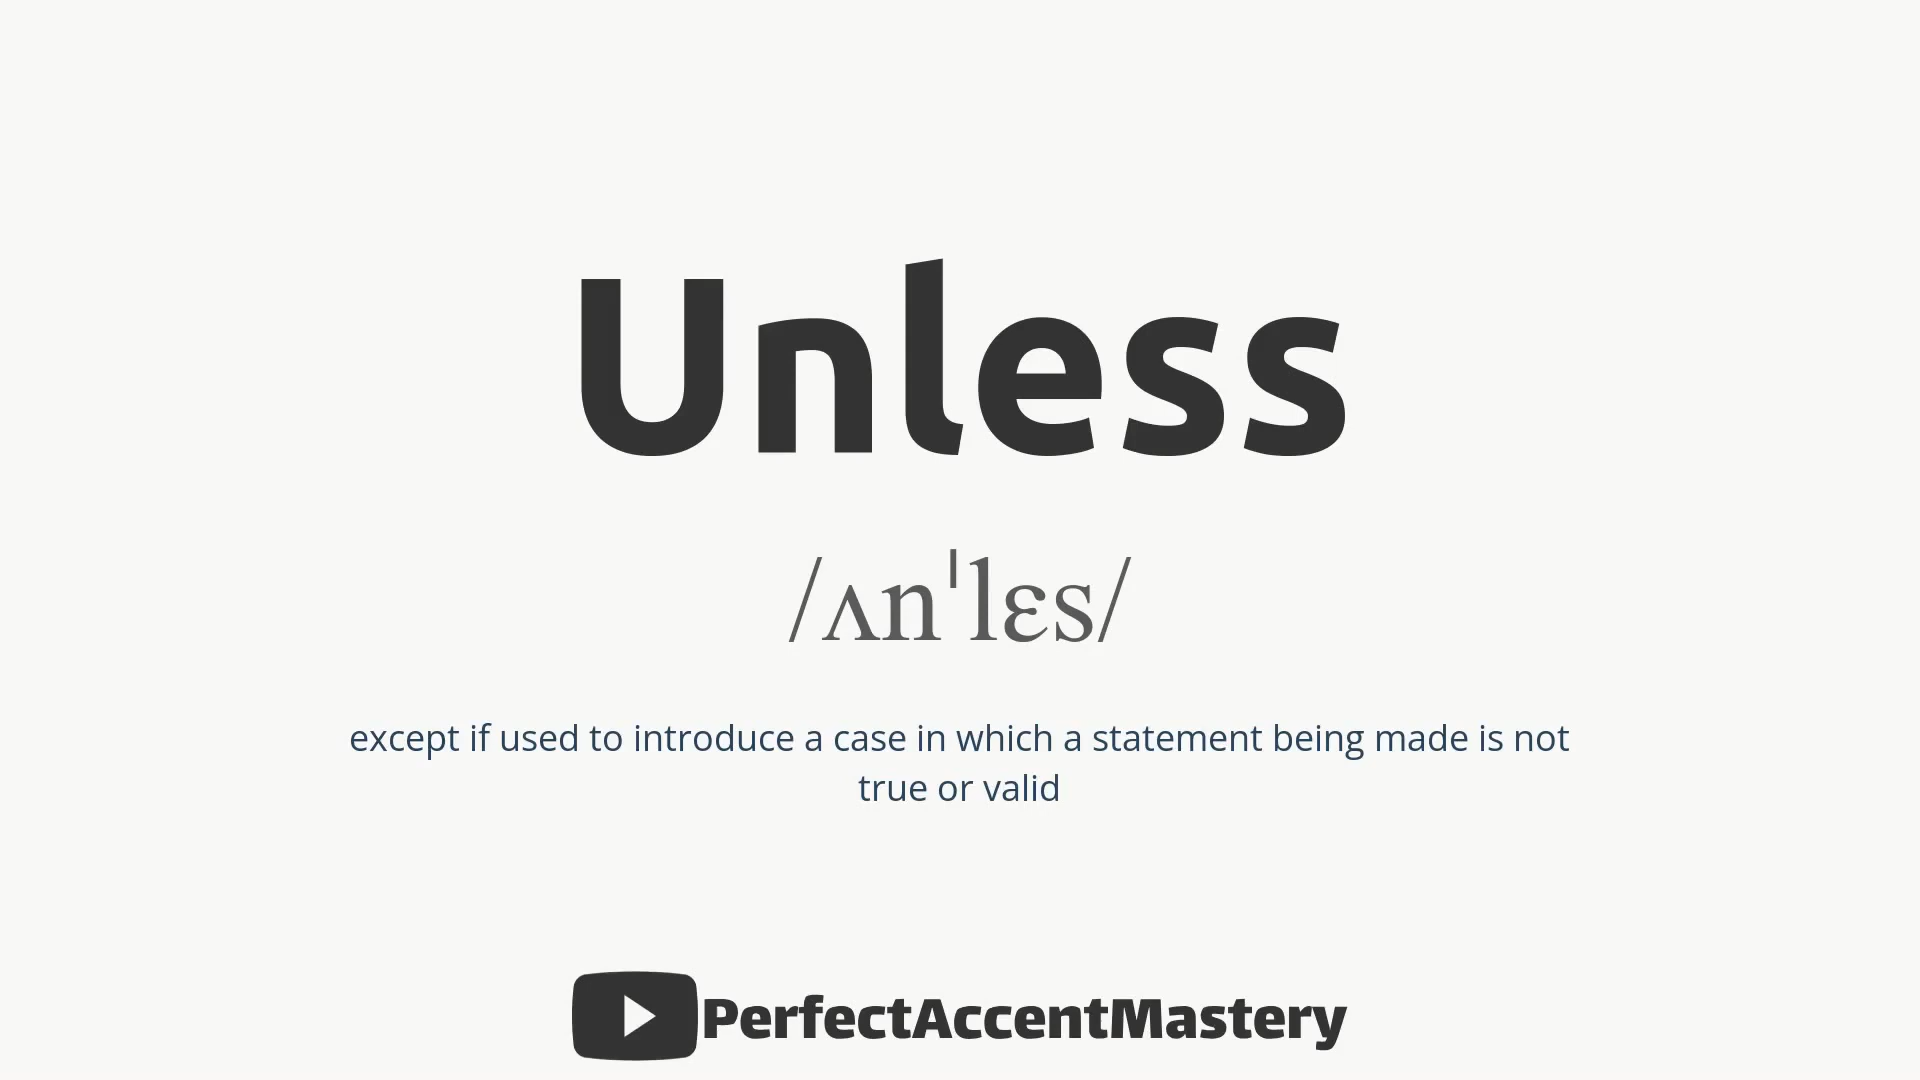 Unless
/ʌnˈlɛs/
except if used to introduce a case in which a statement being made is not
true or valid
PerfectAccentMastery